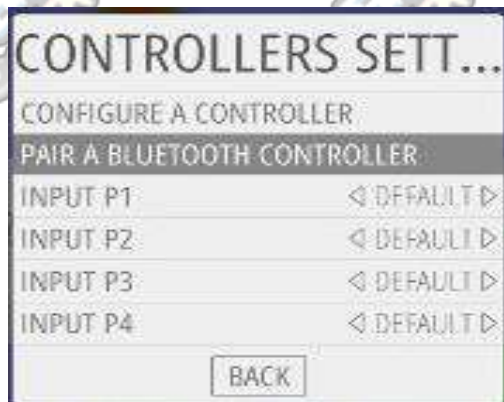 CONTROLLERS SETT...
CONFIGURE A CONTROLLER
PAIR A BLUETOOTH CONTROLLER
INPUT P1 DEFAULT
INPUT P2 DEFAULT
INPUT P3 DEFAULT
INPUT P4 DEFAULT
BACK